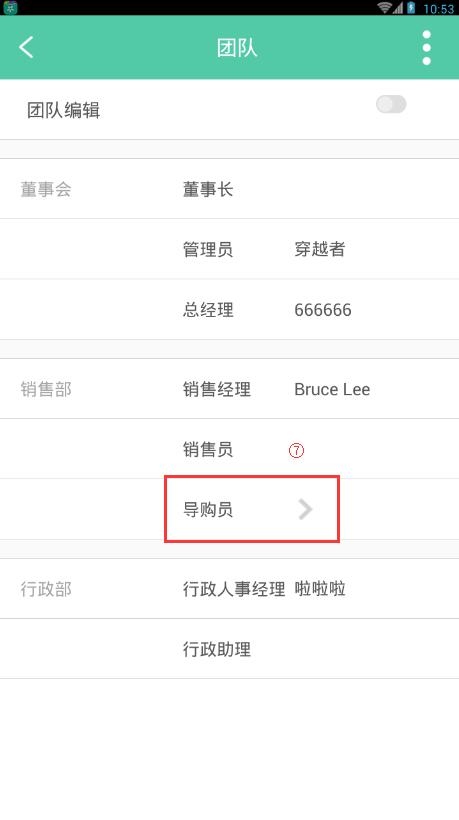 10:53
团队
团队编辑
董事会 董事长
管理员 穿越者
总经理 666666
销售部 销售经理 Bruce Lee
销售员 ⑦
导购员
行政部 行政人事经理 啦啦啦
行政助理